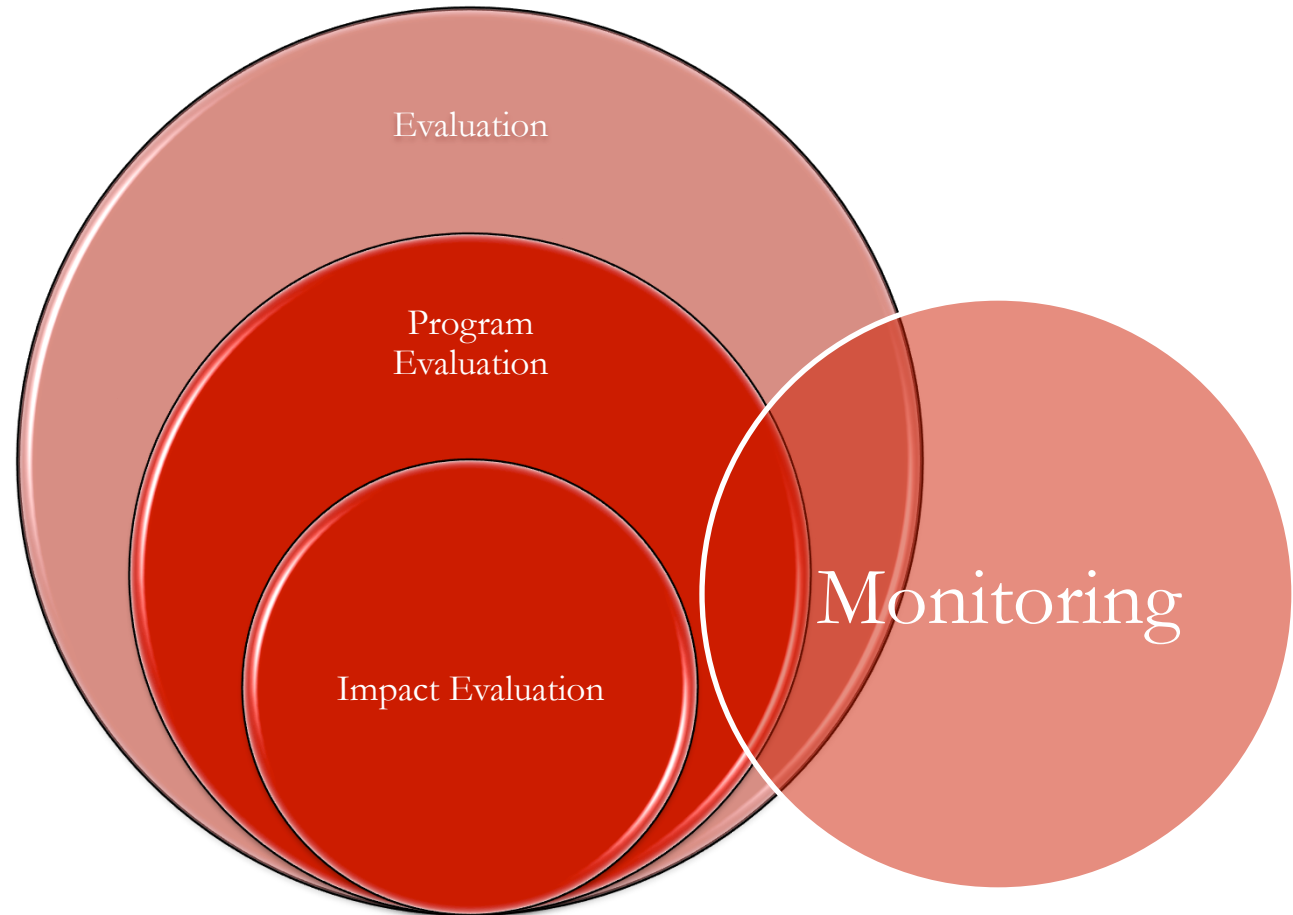 Evaluation
Program
Evaluation
Monitoring
Impact Evaluation